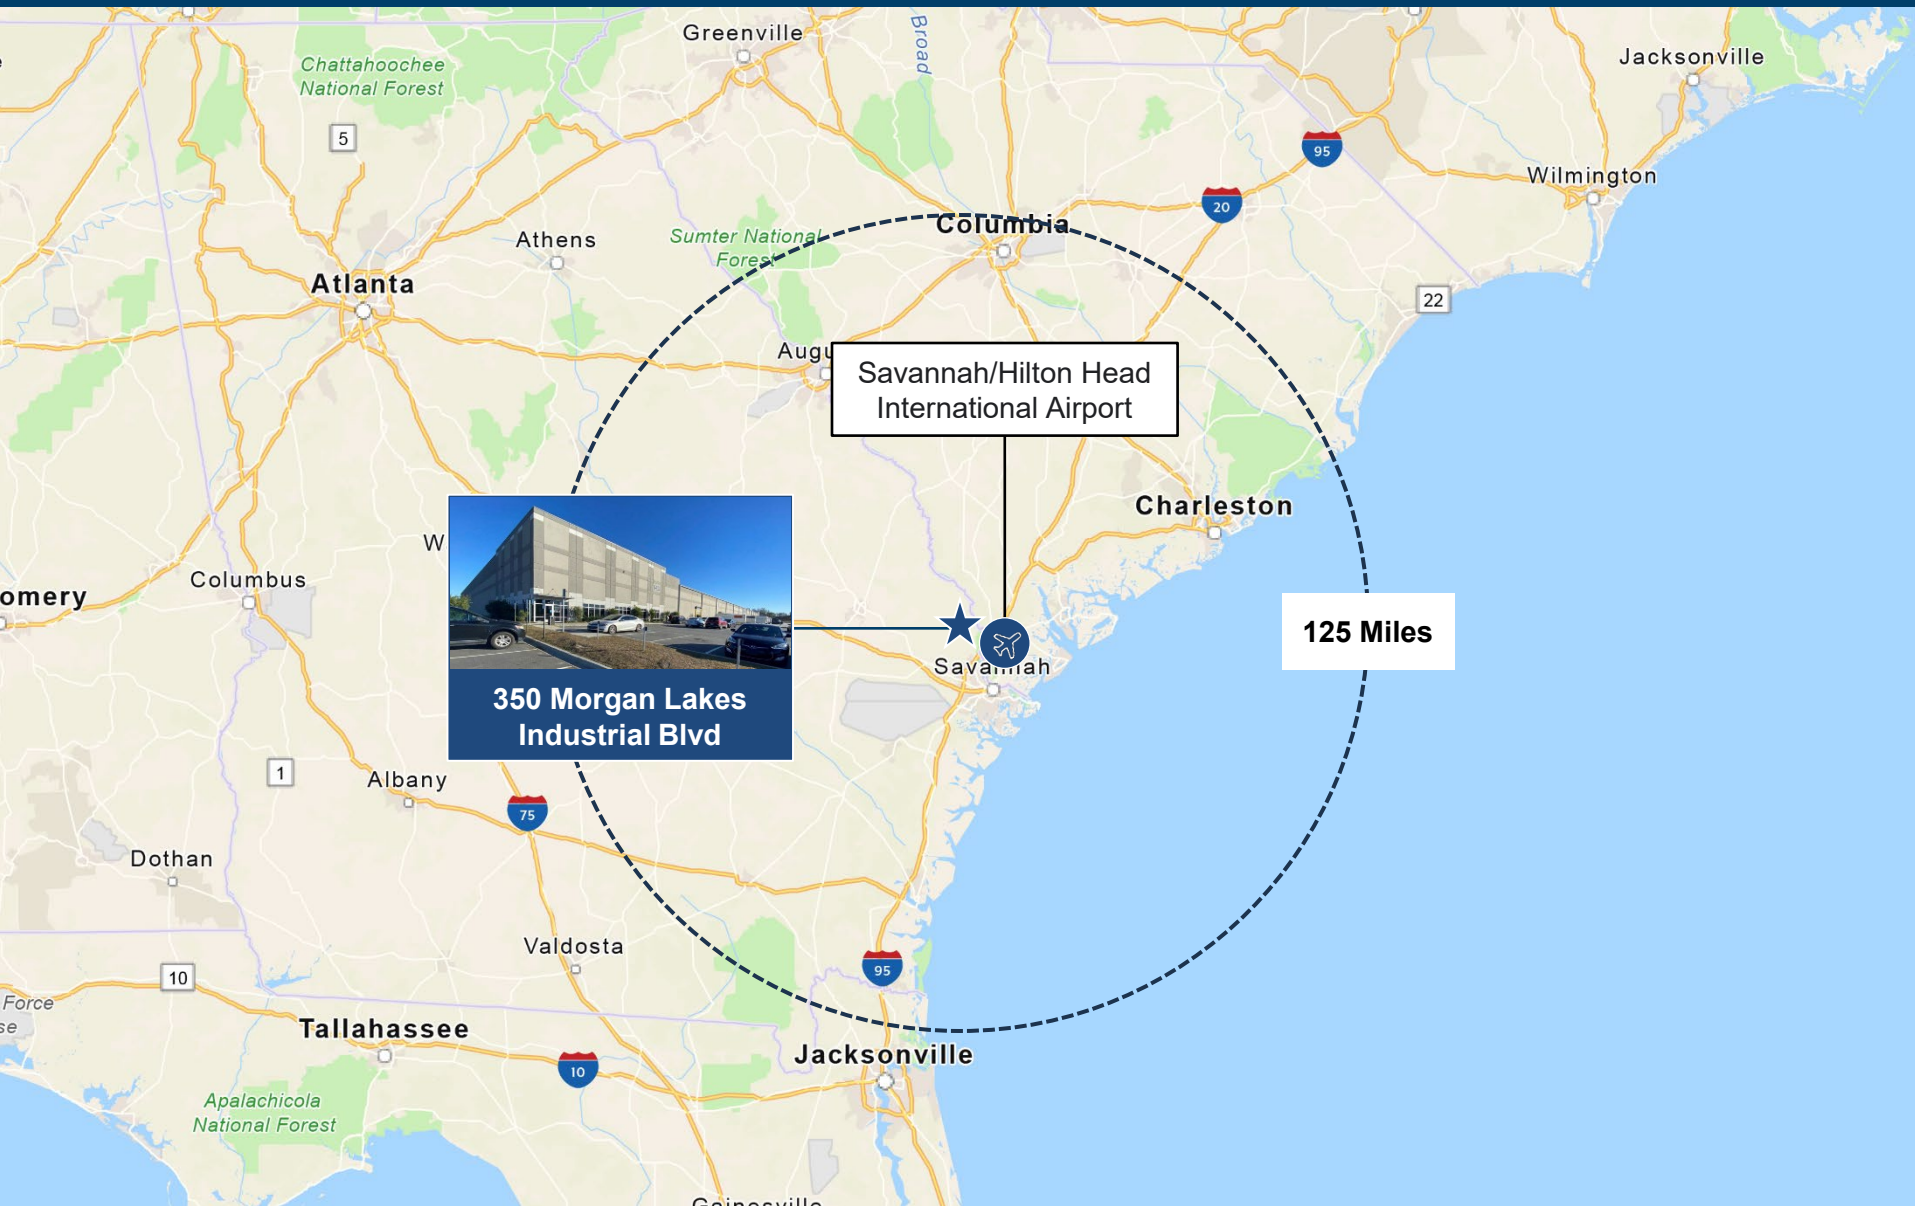 Greenville
Broad
Jacksonville
Chattahoochee
National Forest
5
95
Wilmington
20
Columbia
Athens
Sumter National
Forest
Atlanta
22
Augu
Savannah/Hilton Head
International Airport
Charleston
W
Columbus
omery
125 Miles
Savannah
350 Morgan Lakes
Industrial Blvd
1
Albany
75
Dothan
Valdosta
95
10
Force
se
Tallahassee
Jacksonville
10
Apalachicola
National Forest
Gainesville